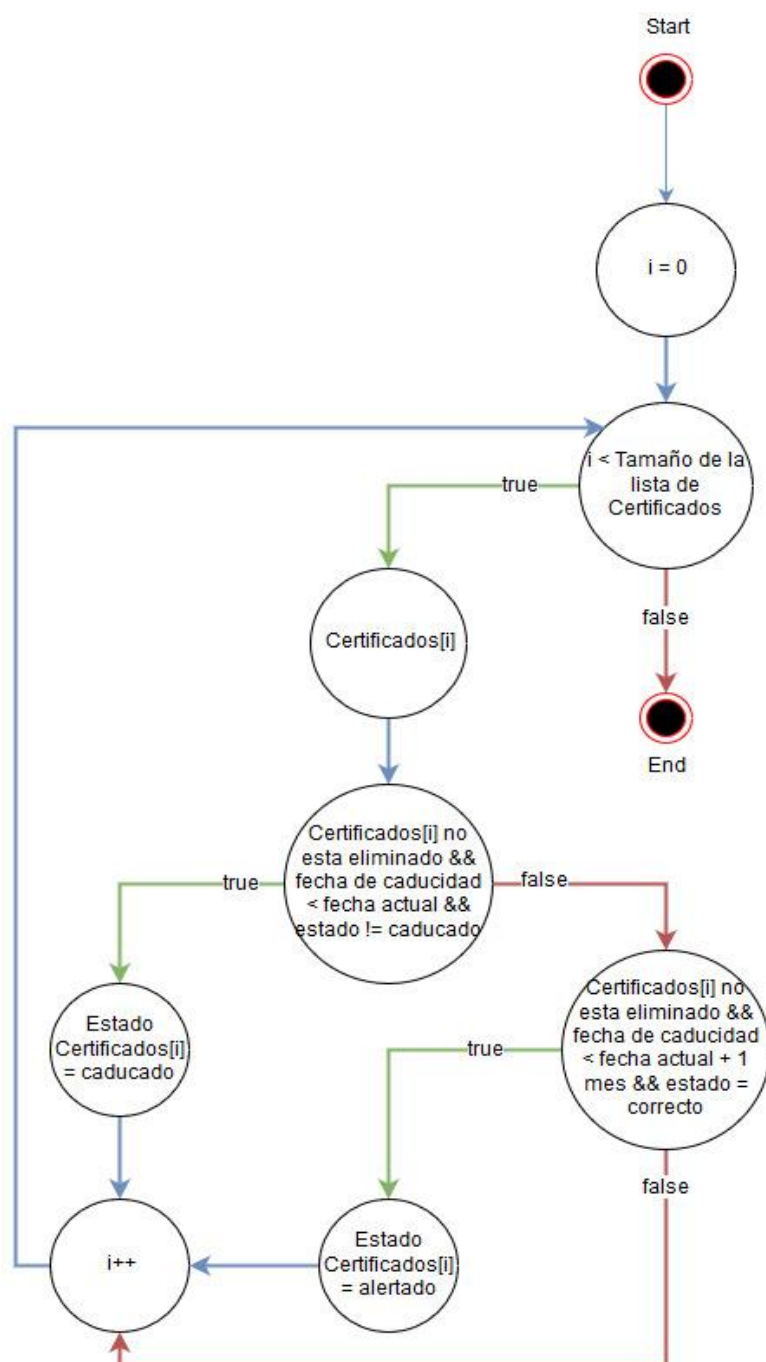 Start
i = 0
i < Tamaño de la
lista de
Certificados
true
false
Certificados[i]
End
Certificados[i] no
esta eliminado &&
fecha de caducidad
< fecha actual &&
estado != caducado
true
false
Certificados[i] no
esta eliminado &&
fecha de caducidad
< fecha actual + 1
mes && estado =
correcto
Estado
Certificados[i]
= caducado
true
false
Estado
Certificados[i]
= alertado
i++